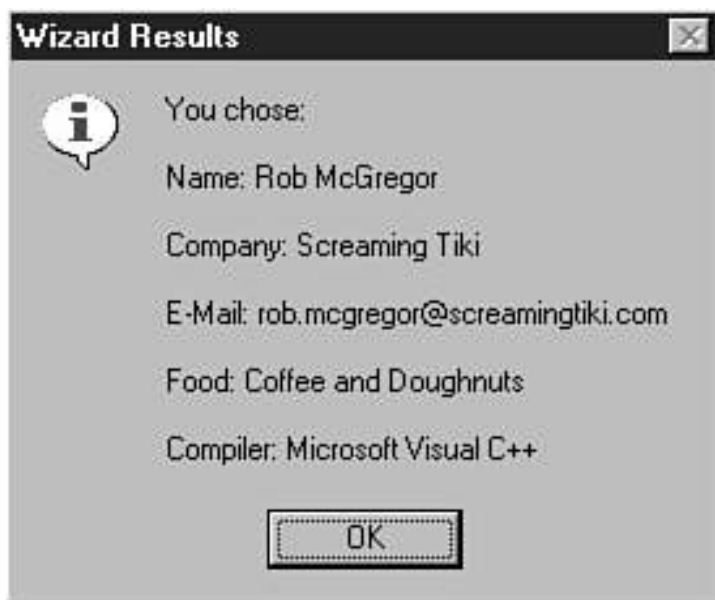 Wizard Results
You chose:
Name: Rob McGregor
Company: Screaming Tiki
E-Mail: rob.mcgregor@screamingtiki.com
Food: Coffee and Doughnuts
Compiler: Microsoft Visual C++
OK